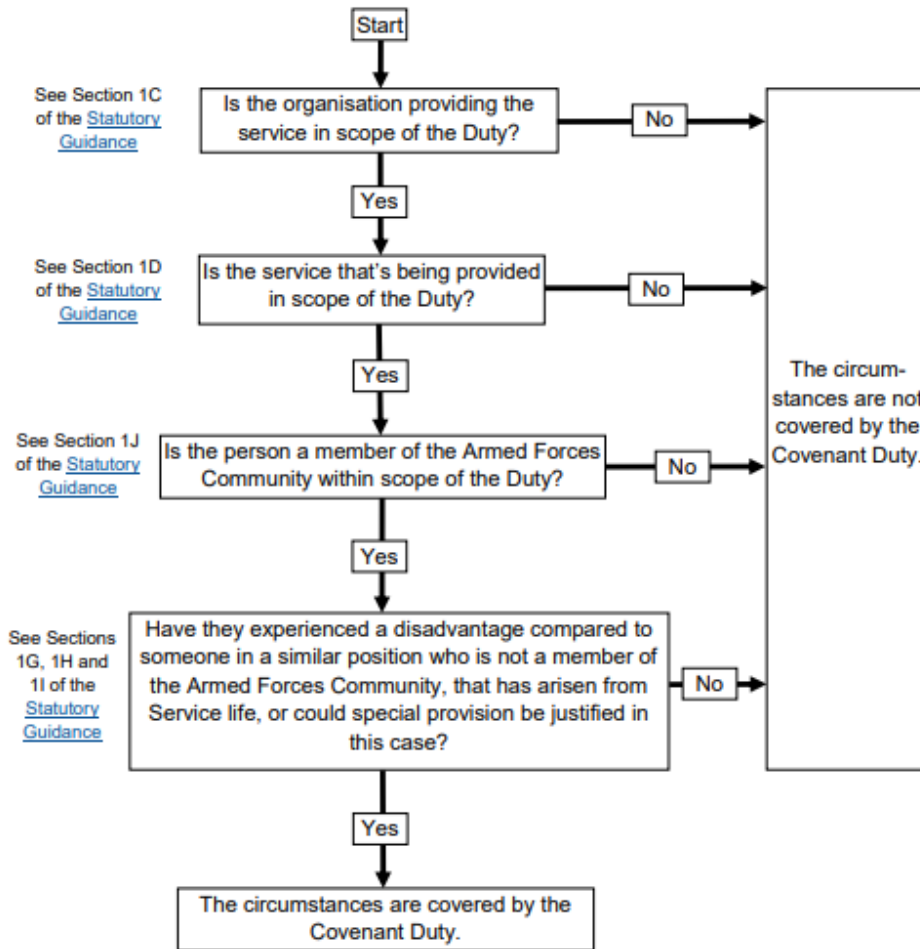 Start
See Section 1C
of the Statutory
Guidance
Is the organisation providing the
service in scope of the Duty?
No
Yes
See Section 1D
of the Statutory
Guidance
Is the service that's being provided
in scope of the Duty?
No
Yes
The circum-
stances are not
covered by the
Covenant Duty.
See Section 1J
of the Statutory
Guidance
Is the person a member of the Armed Forces
Community within scope of the Duty?
No
Yes
See Sections
1G, 1H and
1I of the
Statutory
Guidance
Have they experienced a disadvantage compared to
someone in a similar position who is not a member of
the Armed Forces Community, that has arisen from
Service life, or could special provision be justified in
this case?
No
Yes
The circumstances are covered by the
Covenant Duty.